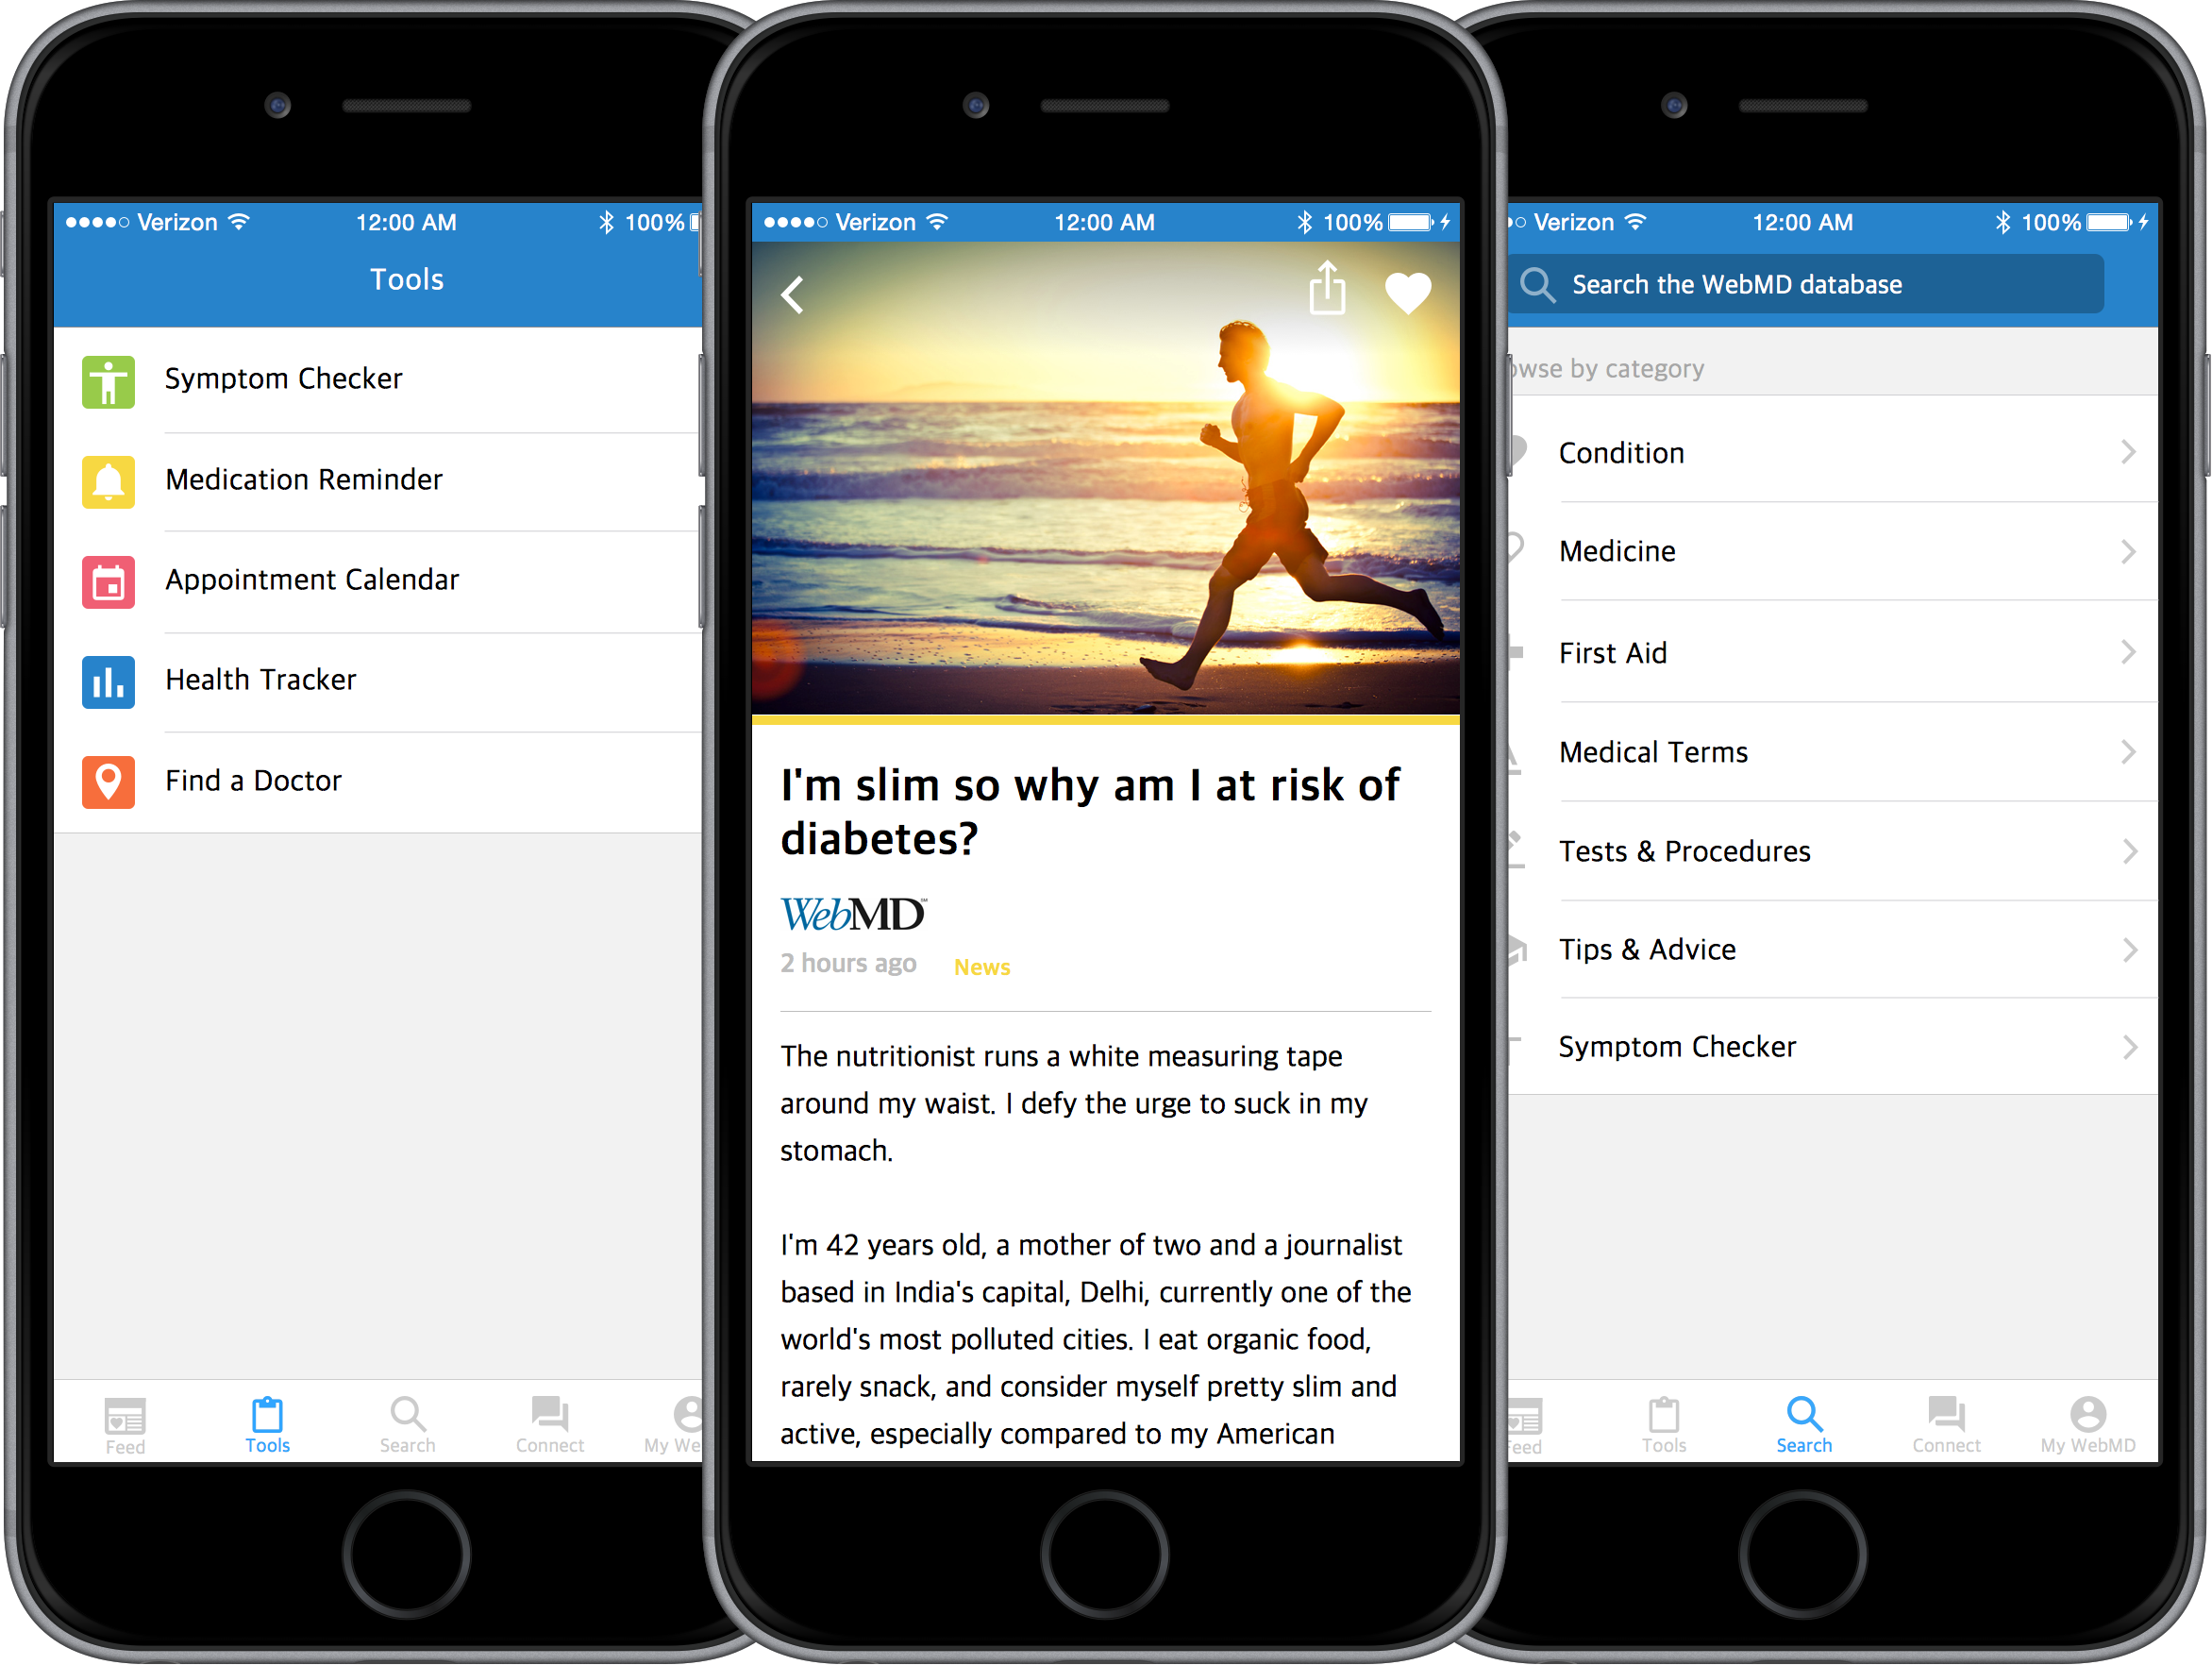 Verizon 12:00 AM 100%
Tools
Symptom Checker
Medication Reminder
Appointment Calendar
Health Tracker
Find a Doctor
Feed Tools Search Connect My We
Verizon 12:00 AM 100%
I'm slim so why am I at risk of
diabetes?
WebMD
2 hours ago News
The nutritionist runs a white measuring tape
around my waist. I defy the urge to suck in my
stomach.
I'm 42 years old, a mother of two and a journalist
based in India's capital, Delhi, currently one of the
world's most polluted cities. I eat organic food,
rarely snack, and consider myself pretty slim and
active, especially compared to my American
Verizon 12:00 AM 100%
Search the WebMD database
owse by category
Condition
Medicine
First Aid
Medical Terms
Tests & Procedures
Tips & Advice
Symptom Checker
Feed Tools Search Connect My WebMD